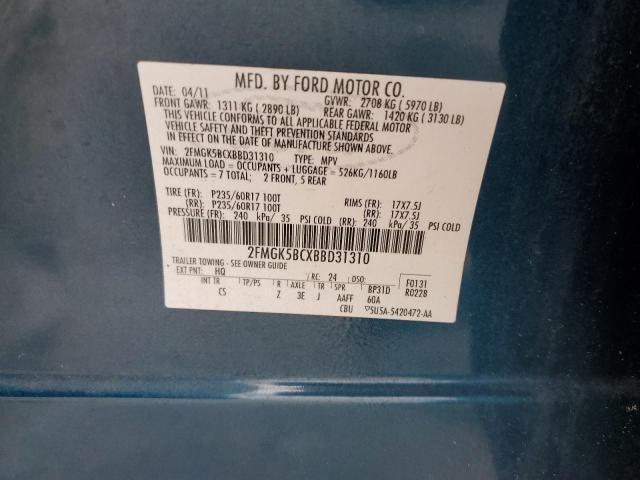 MFD. BY FORD MOTOR CO.
04/11 GVWR: 2708 KG ( 5970 LB)
FRONT GAWR: 1311 KG ( 2890 LB) REAR GAWR: 1420 KG ( 3130 LB)
THIS VEHICLE CONFORMS TO ALL APPLICABLE FEDERAL MOTOR
VEHICLE SAFETY AND THEFT PREVENTION STANDARDS
IN EFFECT ON THE DATE OF MANUFACTURE SHOWN ABOVE.
VIN: 2FMGK5BCXBBD31310 TYPE: MPV
MAXIMUM LOAD = OCCUPANTS + LUGGAGE = 526KG/1160LB
OCCUPANTS = 7 TOTAL; 2 FRONT, 5 REAR
TIRE (FR): P235/60R17 100T RIMS (FR): 17X7.5J
(RR): P235/60R17 100T (RR): 17X7.5J
PRESSURE (FR): 240 kPa/ 35 PSI COLD (RR): 240 kPa/ 35 PSI COLD
2FMGK5BCXBBD31310
TRAILER TOWING - SEE OWNER GUIDE
EXT PNT: HQ RC: 24 DSO: F0131
INT TR TP/PS R AXLE TR SPR BP31D R0228
CS Z 3E J AAFF 60A
CBU 5U5A-5420472-AA